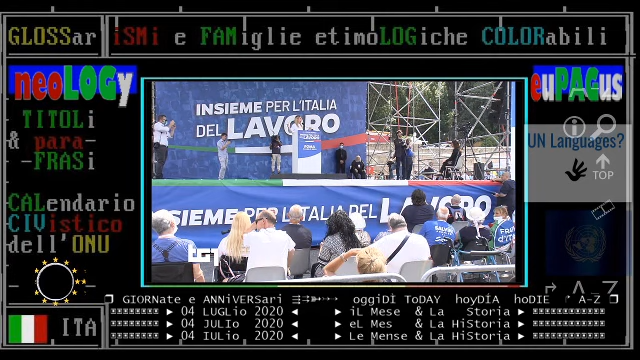 GLOSSar iSMi e FAMiglie etimoLOGiche COLORabili
neoLOGy
euPAGus
TITOLi
& para-
-FRASi
CALendario
CIVistico
dell'ONU
INSIEME PER L'ITALIA
DEL LAVORO
INSIEME PER L'ITALIA DEL LAVORO
UN Languages?
TOP
A-Z
GIORNate e ANNiVERSari oggiDÌ ToDAY hoyDÍA hoDIE A-Z
04 LUGLio 2020 iL Mese & La Storia
04 JULIo 2020 eL Mes & La HiStoria
04 IULio 2020 Le Mense & La HiStoria
ITA